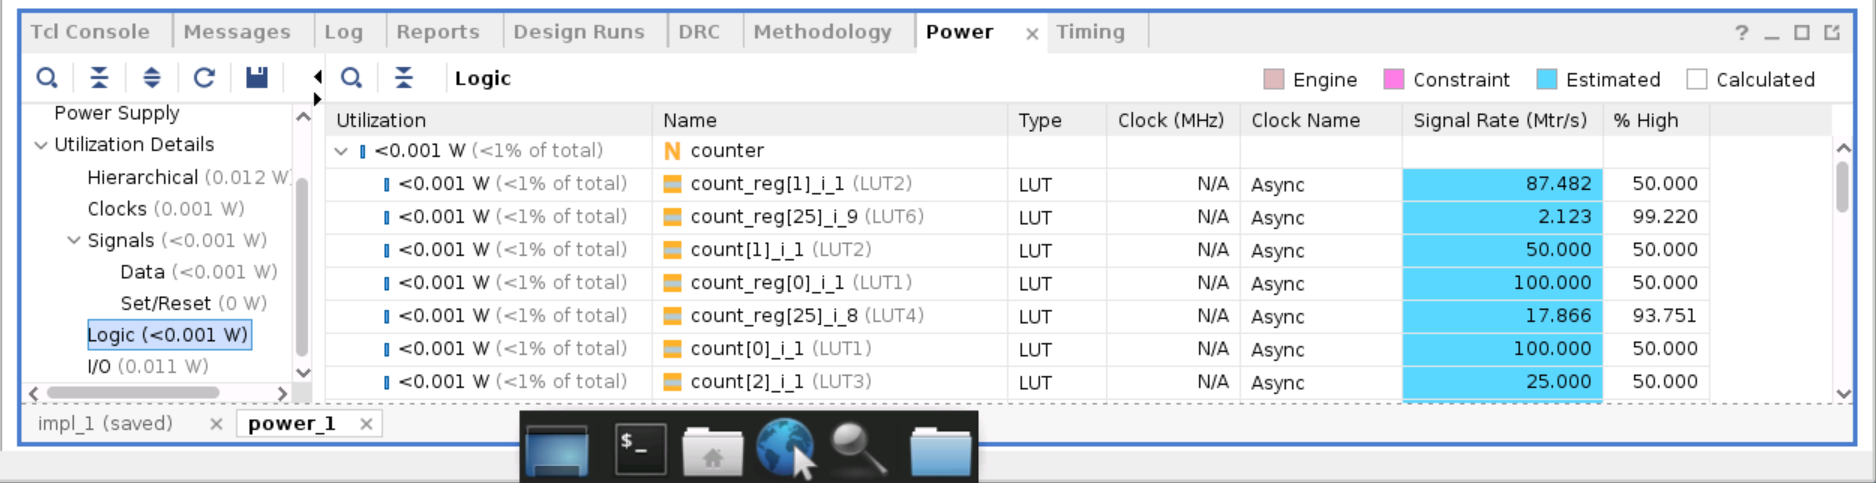 Tcl Console Messages Log Reports Design Runs DRC Methodology Power × Timing ? _
Logic Engine Constraint Estimated Calculated
Power Supply
Utilization Details
Hierarchical (0.012 W)
Clocks (0.001 W)
Signals (<0.001 W)
Data (<0.001 W)
Set/Reset (0 W)
Logic (<0.001 W)
I/O (0.011 W)
Utilization Name Type Clock (MHz) Clock Name Signal Rate (Mtr/s) % High
<0.001 W (<1% of total) N counter
<0.001 W (<1% of total) count_reg[1]_i_1 (LUT2) LUT N/A Async 87.482 50.000
<0.001 W (<1% of total) count_reg[25]_i_9 (LUT6) LUT N/A Async 2.123 99.220
<0.001 W (<1% of total) count[1]_i_1 (LUT2) LUT N/A Async 50.000 50.000
<0.001 W (<1% of total) count_reg[0]_i_1 (LUT1) LUT N/A Async 100.000 50.000
<0.001 W (<1% of total) count_reg[25]_i_8 (LUT4) LUT N/A Async 17.866 93.751
<0.001 W (<1% of total) count[0]_i_1 (LUT1) LUT N/A Async 100.000 50.000
<0.001 W (<1% of total) count[2]_i_1 (LUT3) LUT N/A Async 25.000 50.000
impl_1 (saved) × power_1 ×
$_